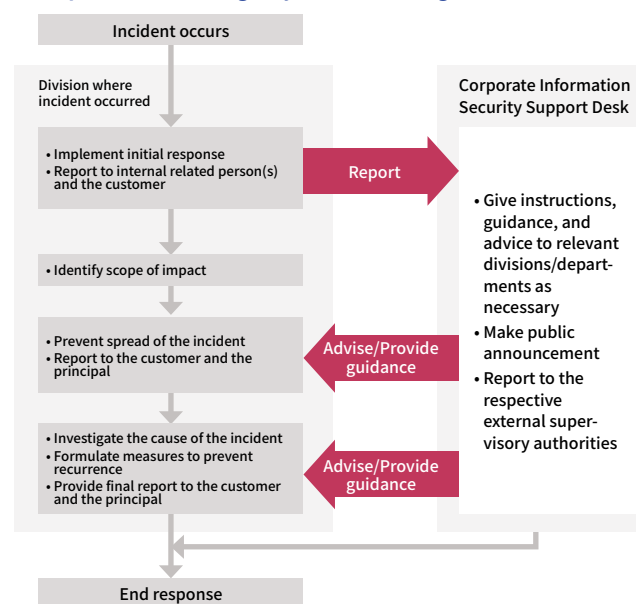 Incident occurs
Division where
incident occurred
• Implement initial response
• Report to internal related person(s)
and the customer
Report
Corporate Information
Security Support Desk
• Give instructions,
guidance, and
advice to relevant
divisions/depart-
ments as
necessary
• Make public
announcement
• Report to the
respective
external super-
visory authorities
• Identify scope of impact
• Prevent spread of the incident
• Report to the customer and the
principal
Advise/Provide
guidance
• Investigate the cause of the incident
• Formulate measures to prevent
recurrence
• Provide final report to the customer
and the principal
Advise/Provide
guidance
End response